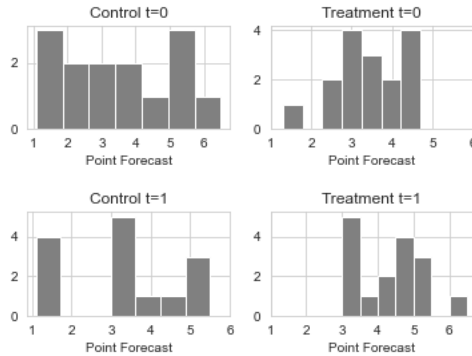 Control t=0
Treatment t=0
2
0
1 2 3 4 5 6
Point Forecast
4
2
0
1 2 3 4 5 6
Point Forecast
Control t=1
Treatment t=1
4
2
0
1 2 3 4 5 6
Point Forecast
4
2
0
1 2 3 4 5 6
Point Forecast